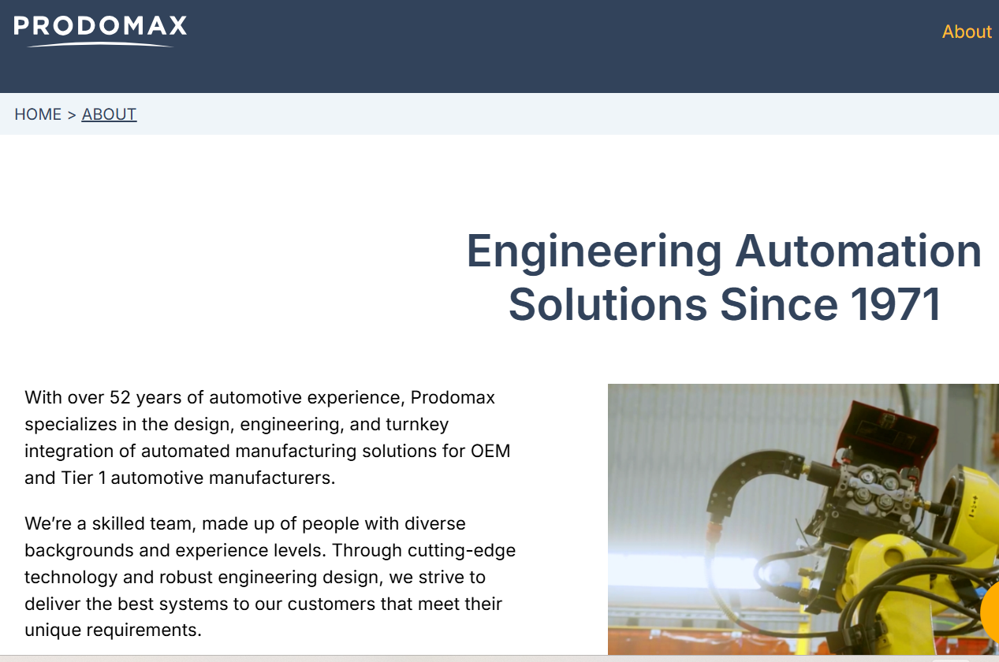 PRODOMAX
About
HOME > ABOUT
Engineering Automation
Solutions Since 1971
With over 52 years of automotive experience, Prodomax
specializes in the design, engineering, and turnkey
integration of automated manufacturing solutions for OEM
and Tier 1 automotive manufacturers.
We’re a skilled team, made up of people with diverse
backgrounds and experience levels. Through cutting-edge
technology and robust engineering design, we strive to
deliver the best systems to our customers that meet their
unique requirements.